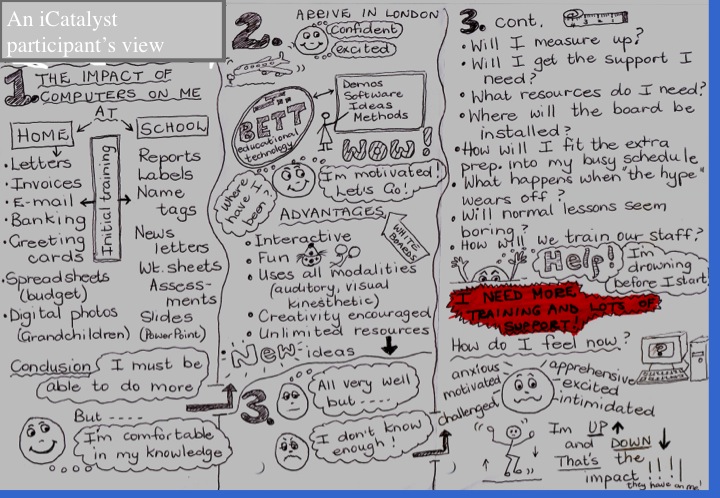 An iCatalyst
participant's view
1. THE IMPACT OF
COMPUTERS ON ME
AT
HOME
SCHOOL
Initial training
•Letters
•Invoices
•E-mail
•Banking
•Greeting
cards
•Spreadsheets
(budget)
•Digital photos
(Grandchildren)
Reports
Labels
Name
tags
News
letters
Wt. sheets
Assess-
ments
Slides
(PowerPoint)
Conclusion I must be
able to do more
But ----
I'm comfortable
in my knowledge
2. ARRIVE IN LONDON
Confident
excited
BETT
educational
technology
Demos
Software
Ideas
Methods
WOW!
Where
have I
been?
I'm motivated!
Let's Go!
ADVANTAGES
WHITE
BOARDS
• Interactive
• Fun
• Uses all modalities
(auditory, visual
kinesthetic)
• Creativity encouraged
• Unlimited resources
• New ideas
3. All very well
but ----
I don't know
enough!
3. cont.
• Will I measure up?
• Will I get the support I
need?
• What resources do I need?
• Where will the board be
installed?
• How will I fit the extra
prep. into my busy schedule
• What happens when "the hype"
wears off?
• Will normal lessons seem
boring?
• How will we train our staff?
Help!
I'm
drowning
before I start
I NEED MORE
TRAINING AND LOTS OF
SUPPORT!
How do I feel now?
?
anxious
motivated
challenged
apprehensive
excited
intimidated
Im UP
and DOWN
That's the
impact !!!!
they have on me!